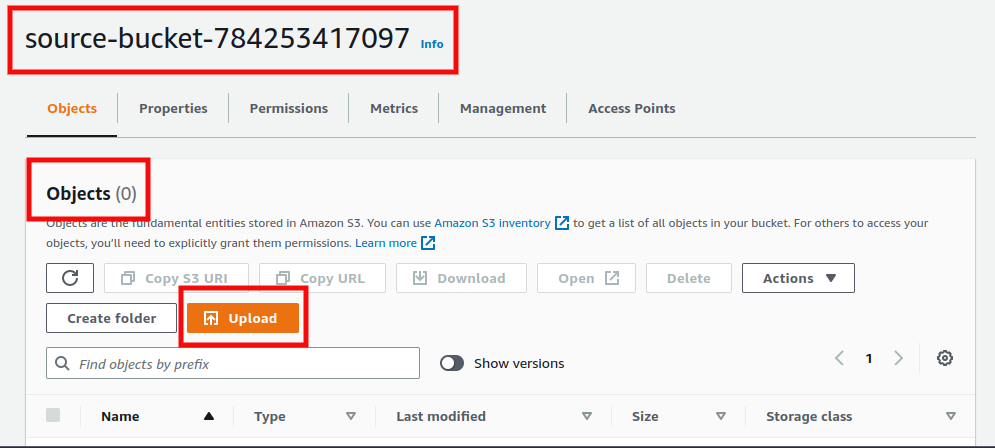 source-bucket-784253417097 Info
Objects Properties Permissions Metrics Management Access Points
Objects (0)
Objects are the fundamental entities stored in Amazon S3. You can use Amazon S3 inventory to get a list of all objects in your bucket. For others to access your
objects, you'll need to explicitly grant them permissions. Learn more
Copy S3 URI Copy URL Download Open Delete Actions
Create folder Upload
Find objects by prefix Show versions 1
Name Type Last modified Size Storage class